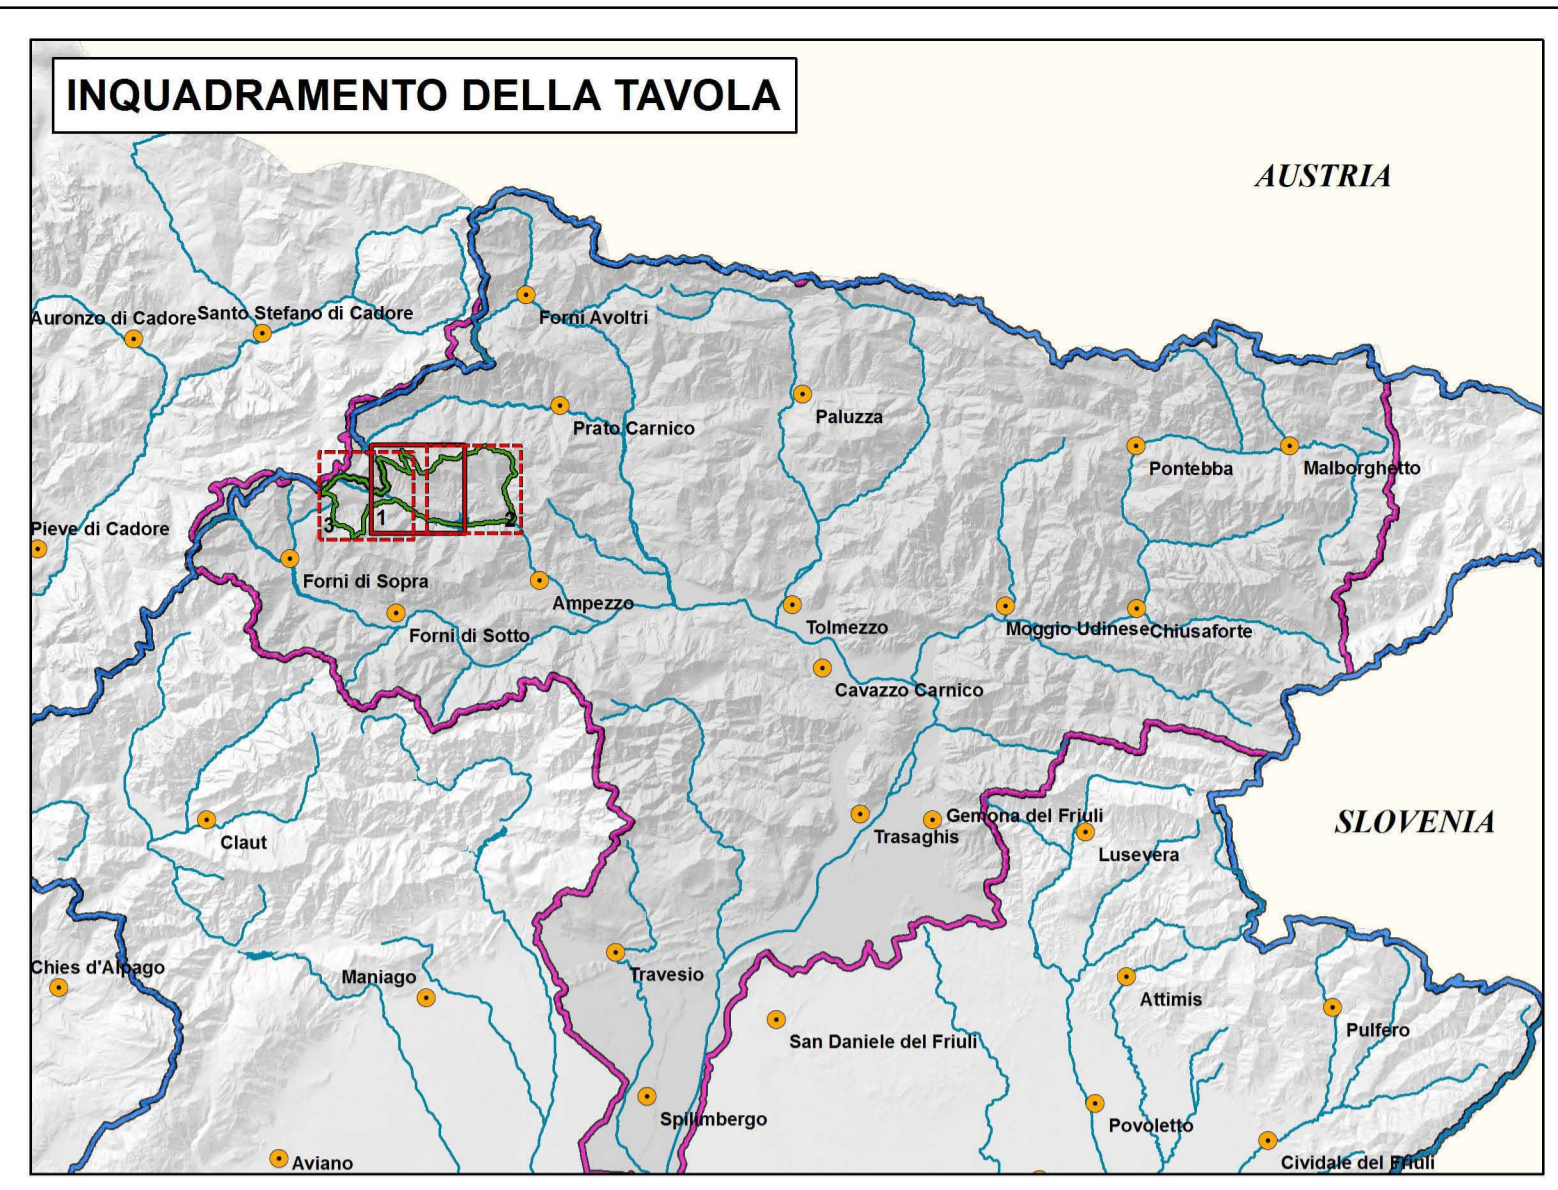 INQUADRAMENTO DELLA TAVOLA
AUSTRIA
Auronzo di Cadore
Santo Stefano di Cadore
Forni Avoltri
Paluzza
Prato Carnico
Pontebba
Malborghetto
Pieve di Cadore
3
1
2
Forni di Sopra
Ampezzo
Forni di Sotto
Tolmezzo
Moggio Udinese
Chiusaforte
Cavazzo Carnico
Claut
Trasaghis
Gemona del Friuli
Lusevera
SLOVENIA
Chies d'Alpago
Maniago
Travesio
Attimis
Pulfero
San Daniele del Friuli
Spilimbergo
Povoletto
Aviano
Cividale del Friuli